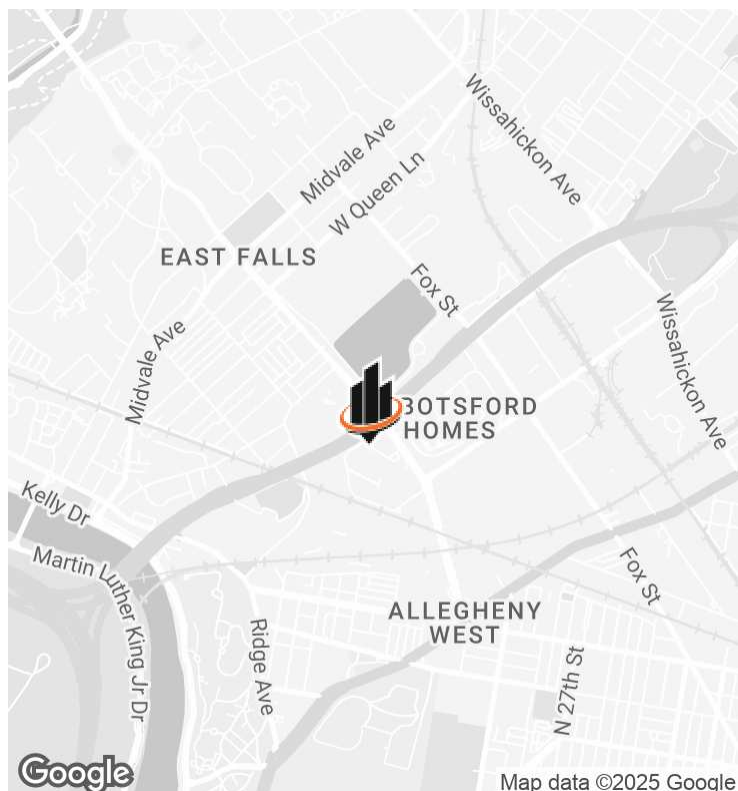 Wissahickon Ave
Midvale Ave
W Queen Ln
EAST FALLS
Fox St
Wissahickon Ave
Midvale Ave
BOTSFORD
HOMES
Kelly Dr
Martin Luther King Jr Dr
Fox St
ALLEGHENY
WEST
Ridge Ave
N 27th St
Google
Map data ©2025 Google